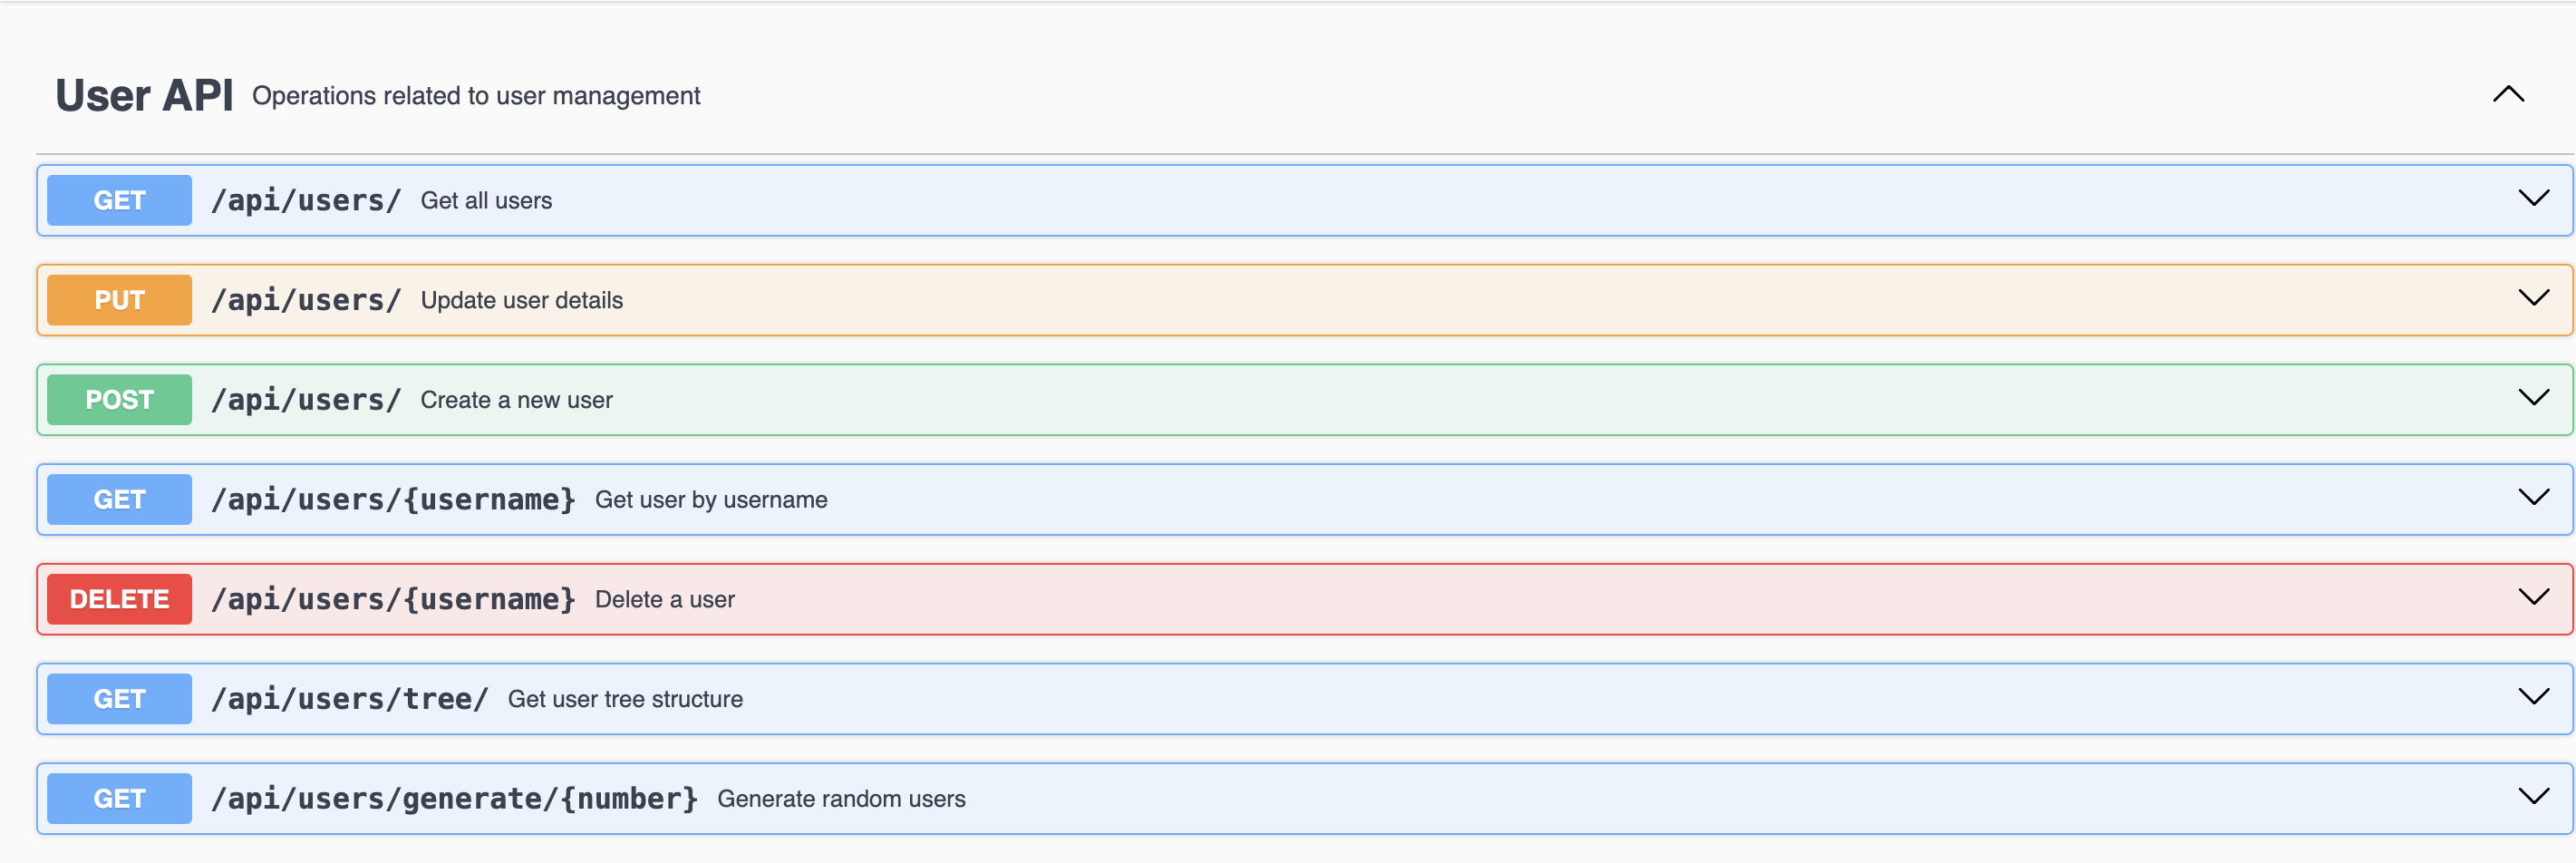 User API Operations related to user management
GET /api/users/ Get all users
PUT /api/users/ Update user details
POST /api/users/ Create a new user
GET /api/users/{username} Get user by username
DELETE /api/users/{username} Delete a user
GET /api/users/tree/ Get user tree structure
GET /api/users/generate/{number} Generate random users